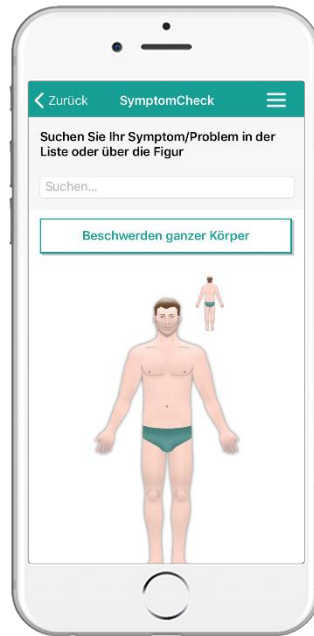 Zurück SymptomCheck
Suchen Sie Ihr Symptom/Problem in der
Liste oder über die Figur
Suchen...
Beschwerden ganzer Körper